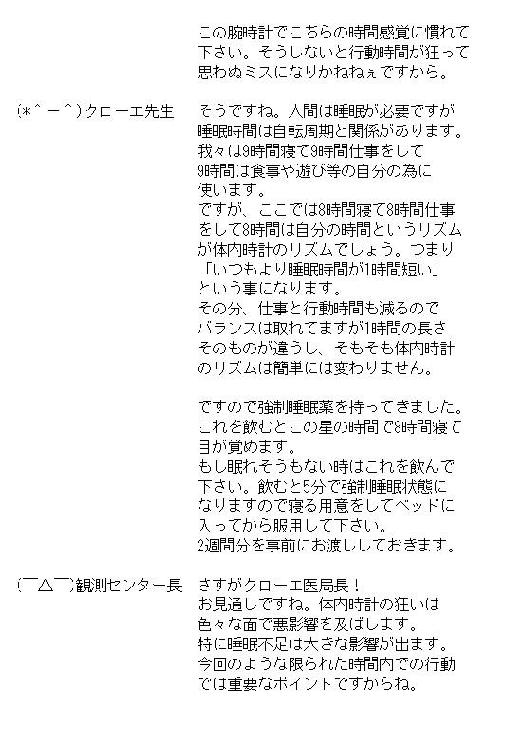 この腕時計でこちらの時間感覚に慣れて
下さい。そうしないと行動時間が狂って
思わぬミスになりかねねぇですから。
(*＾－＾)クローエ先生　そうですね。人間は睡眠が必要ですが
睡眠時間は自転周期と関係があります。
我々は9時間寝て9時間仕事をして
9時間は食事や遊び等の自分の為に
使います。
ですが、ここでは8時間寝て8時間仕事
をして8時間は自分の時間というリズム
が体内時計のリズムでしょう。つまり
「いつもより睡眠時間が1時間短い」
という事になります。
その分、仕事と行動時間も減るので
バランスは取れてますが1時間の長さ
そのものが違うし、そもそも体内時計
のリズムは簡単には変わりません。
ですので強制睡眠薬を持ってきました。
これを飲むとこの星の時間で8時間寝て
目が覚めます。
もし眠れそうもない時はこれを飲んで
下さい。飲むと5分で強制睡眠状態に
なりますので寝る用意をしてベッドに
入ってから服用して下さい。
2週間分を事前にお渡ししておきます。
(￣△￣)観測センター長　さすがクローエ医局長！
お見通しですね。体内時計の狂いは
色々な面で悪影響を及ぼします。
特に睡眠不足は大きな影響が出ます。
今回のような限られた時間内での行動
では重要なポイントですからね。